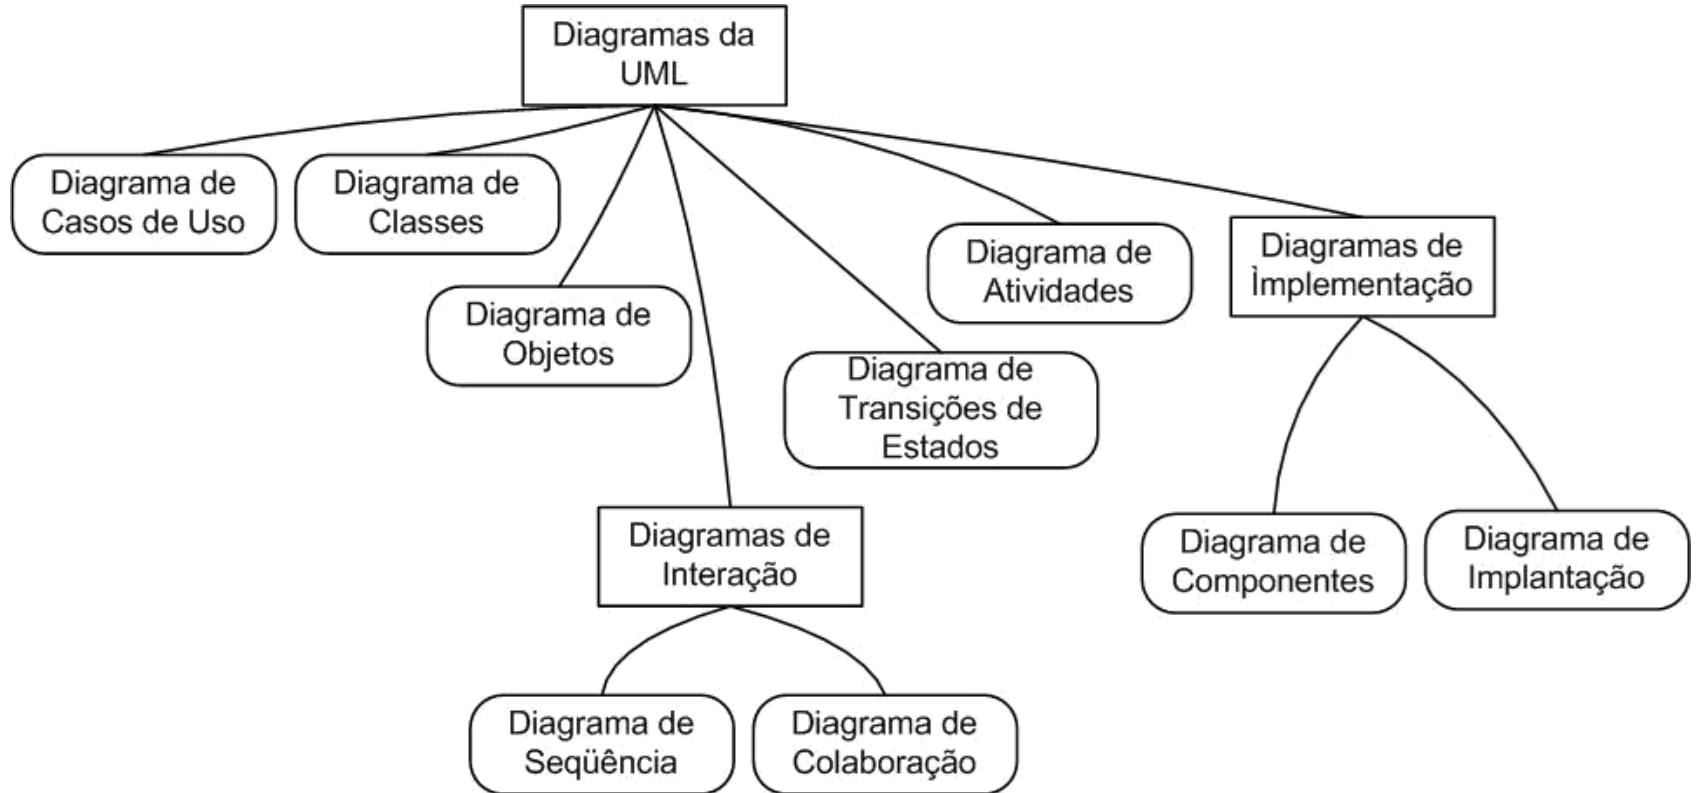 Diagramas da
UML
Diagrama de
Casos de Uso
Diagrama de
Classes
Diagrama de
Objetos
Diagrama de
Transições de
Estados
Diagrama de
Atividades
Diagramas de
Ìmplementação
Diagramas de
Interação
Diagrama de
Componentes
Diagrama de
Implantação
Diagrama de
Seqüência
Diagrama de
Colaboração